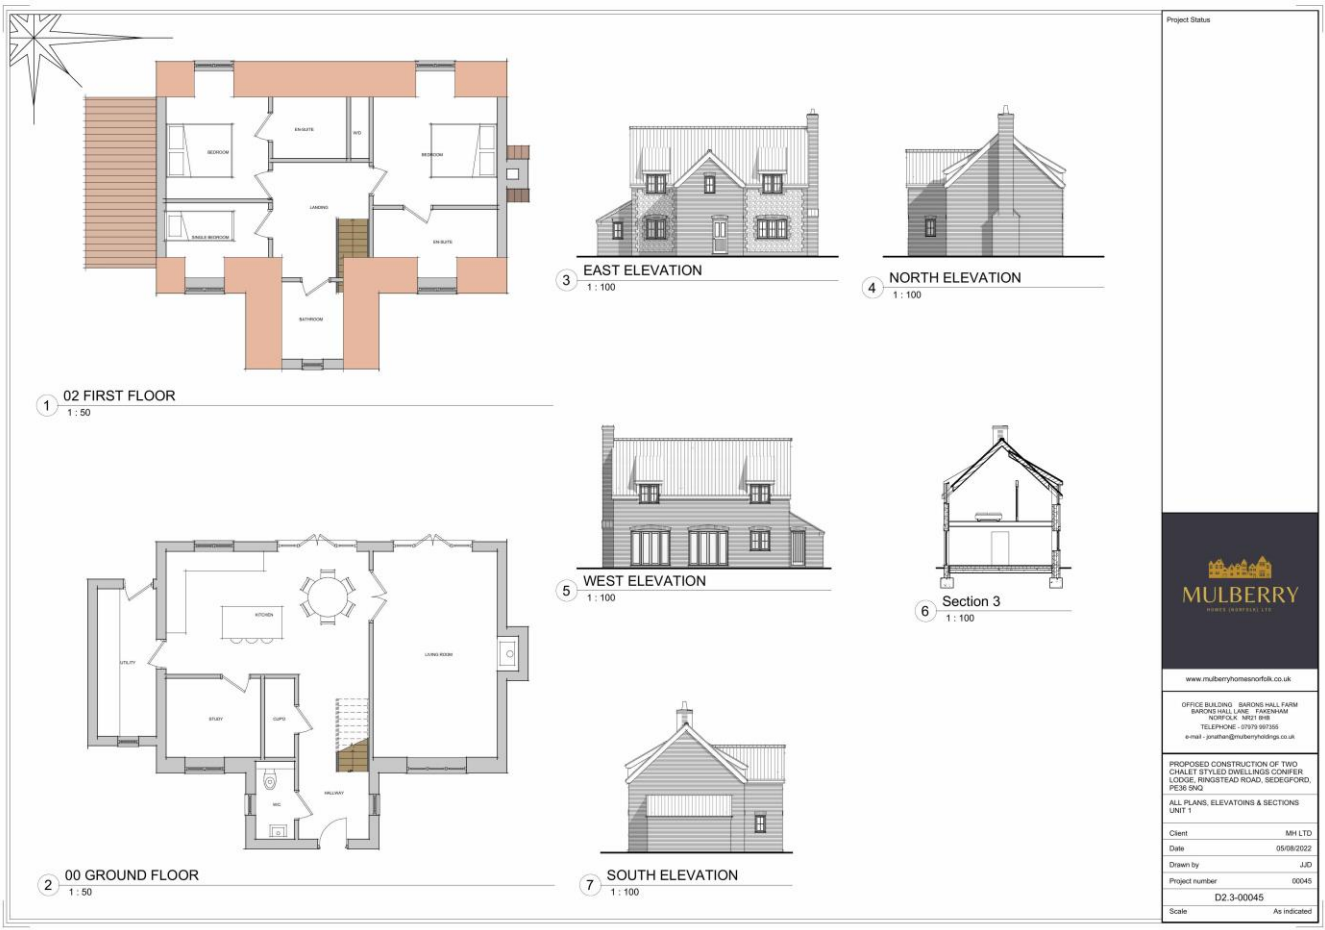 BEDROOM
EN-SUITE
W/D
BEDROOM
LANDING
SINGLE BEDROOM
EN-SUITE
BATHROOM
1
02 FIRST FLOOR
1 : 50
KITCHEN
LIVING ROOM
UTILITY
STUDY
CUP'D
HALLWAY
WC
2
00 GROUND FLOOR
1 : 50
3
EAST ELEVATION
1 : 100
4
NORTH ELEVATION
1 : 100
5
WEST ELEVATION
1 : 100
6
Section 3
1 : 100
7
SOUTH ELEVATION
1 : 100
Project Status
MULBERRY
HOMES (NORFOLK) LTD
www.mulberryhomesnorfolk.co.uk
OFFICE BUILDING BARONS HALL FARM
BARONS HALL LANE FAKENHAM
NORFOLK NR21 8HB
TELEPHONE - 07979 997355
e-mail - jonathan@mulberryholdings.co.uk
PROPOSED CONSTRUCTION OF TWO
CHALET STYLED DWELLINGS CONIFER
LODGE, RINGSTEAD ROAD, SEDEGFORD,
PE36 5NQ
ALL PLANS, ELEVATOINS & SECTIONS
UNIT 1
Client MH LTD
Date 05/08/2022
Drawn by JJD
Project number 00045
D2.3-00045
Scale As indicated